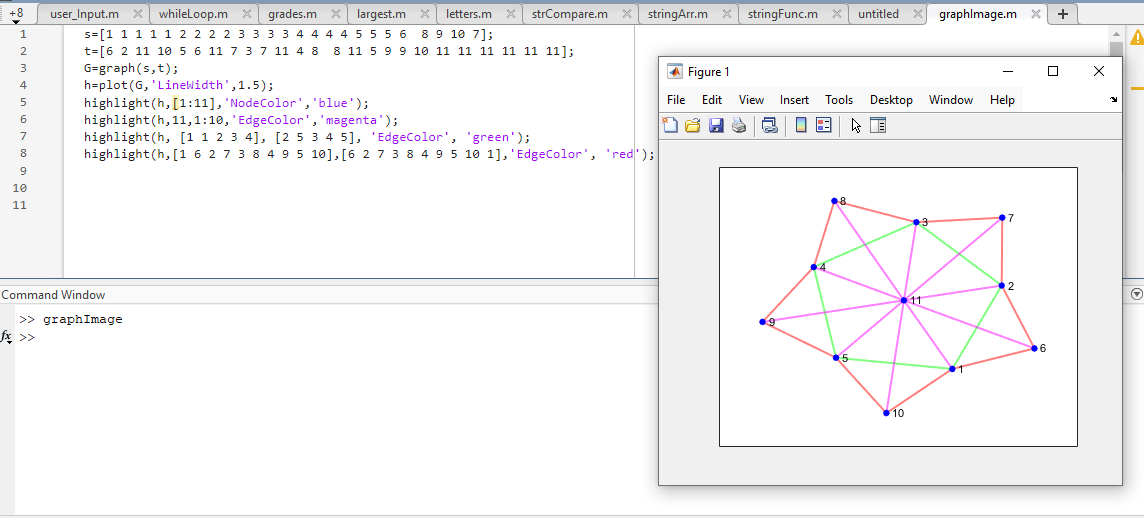 +8 user_Input.m whileLoop.m grades.m largest.m letters.m strCompare.m stringArr.m stringFunc.m untitled graphImage.m +
1 s=[1 1 1 1 1 2 2 2 2 3 3 3 3 4 4 4 4 5 5 5 6  8 9 10 7];
2 t=[6 2 11 10 5 6 11 7 3 7 11 4 8  8 11 5 9 9 10 11 11 11 11 11 11];
3 G=graph(s,t);
4 h=plot(G,'LineWidth',1.5);
5 highlight(h,[1:11],'NodeColor','blue');
6 highlight(h,11,1:10,'EdgeColor','magenta');
7 highlight(h, [1 1 2 3 4], [2 5 3 4 5], 'EdgeColor', 'green');
8 highlight(h,[1 6 2 7 3 8 4 9 5 10],[6 2 7 3 8 4 9 5 10 1],'EdgeColor', 'red');
9
10
11
Figure 1
File Edit View Insert Tools Desktop Window Help
8
3
7
4
2
11
9
6
5
1
10
Command Window
>> graphImage
fx >>